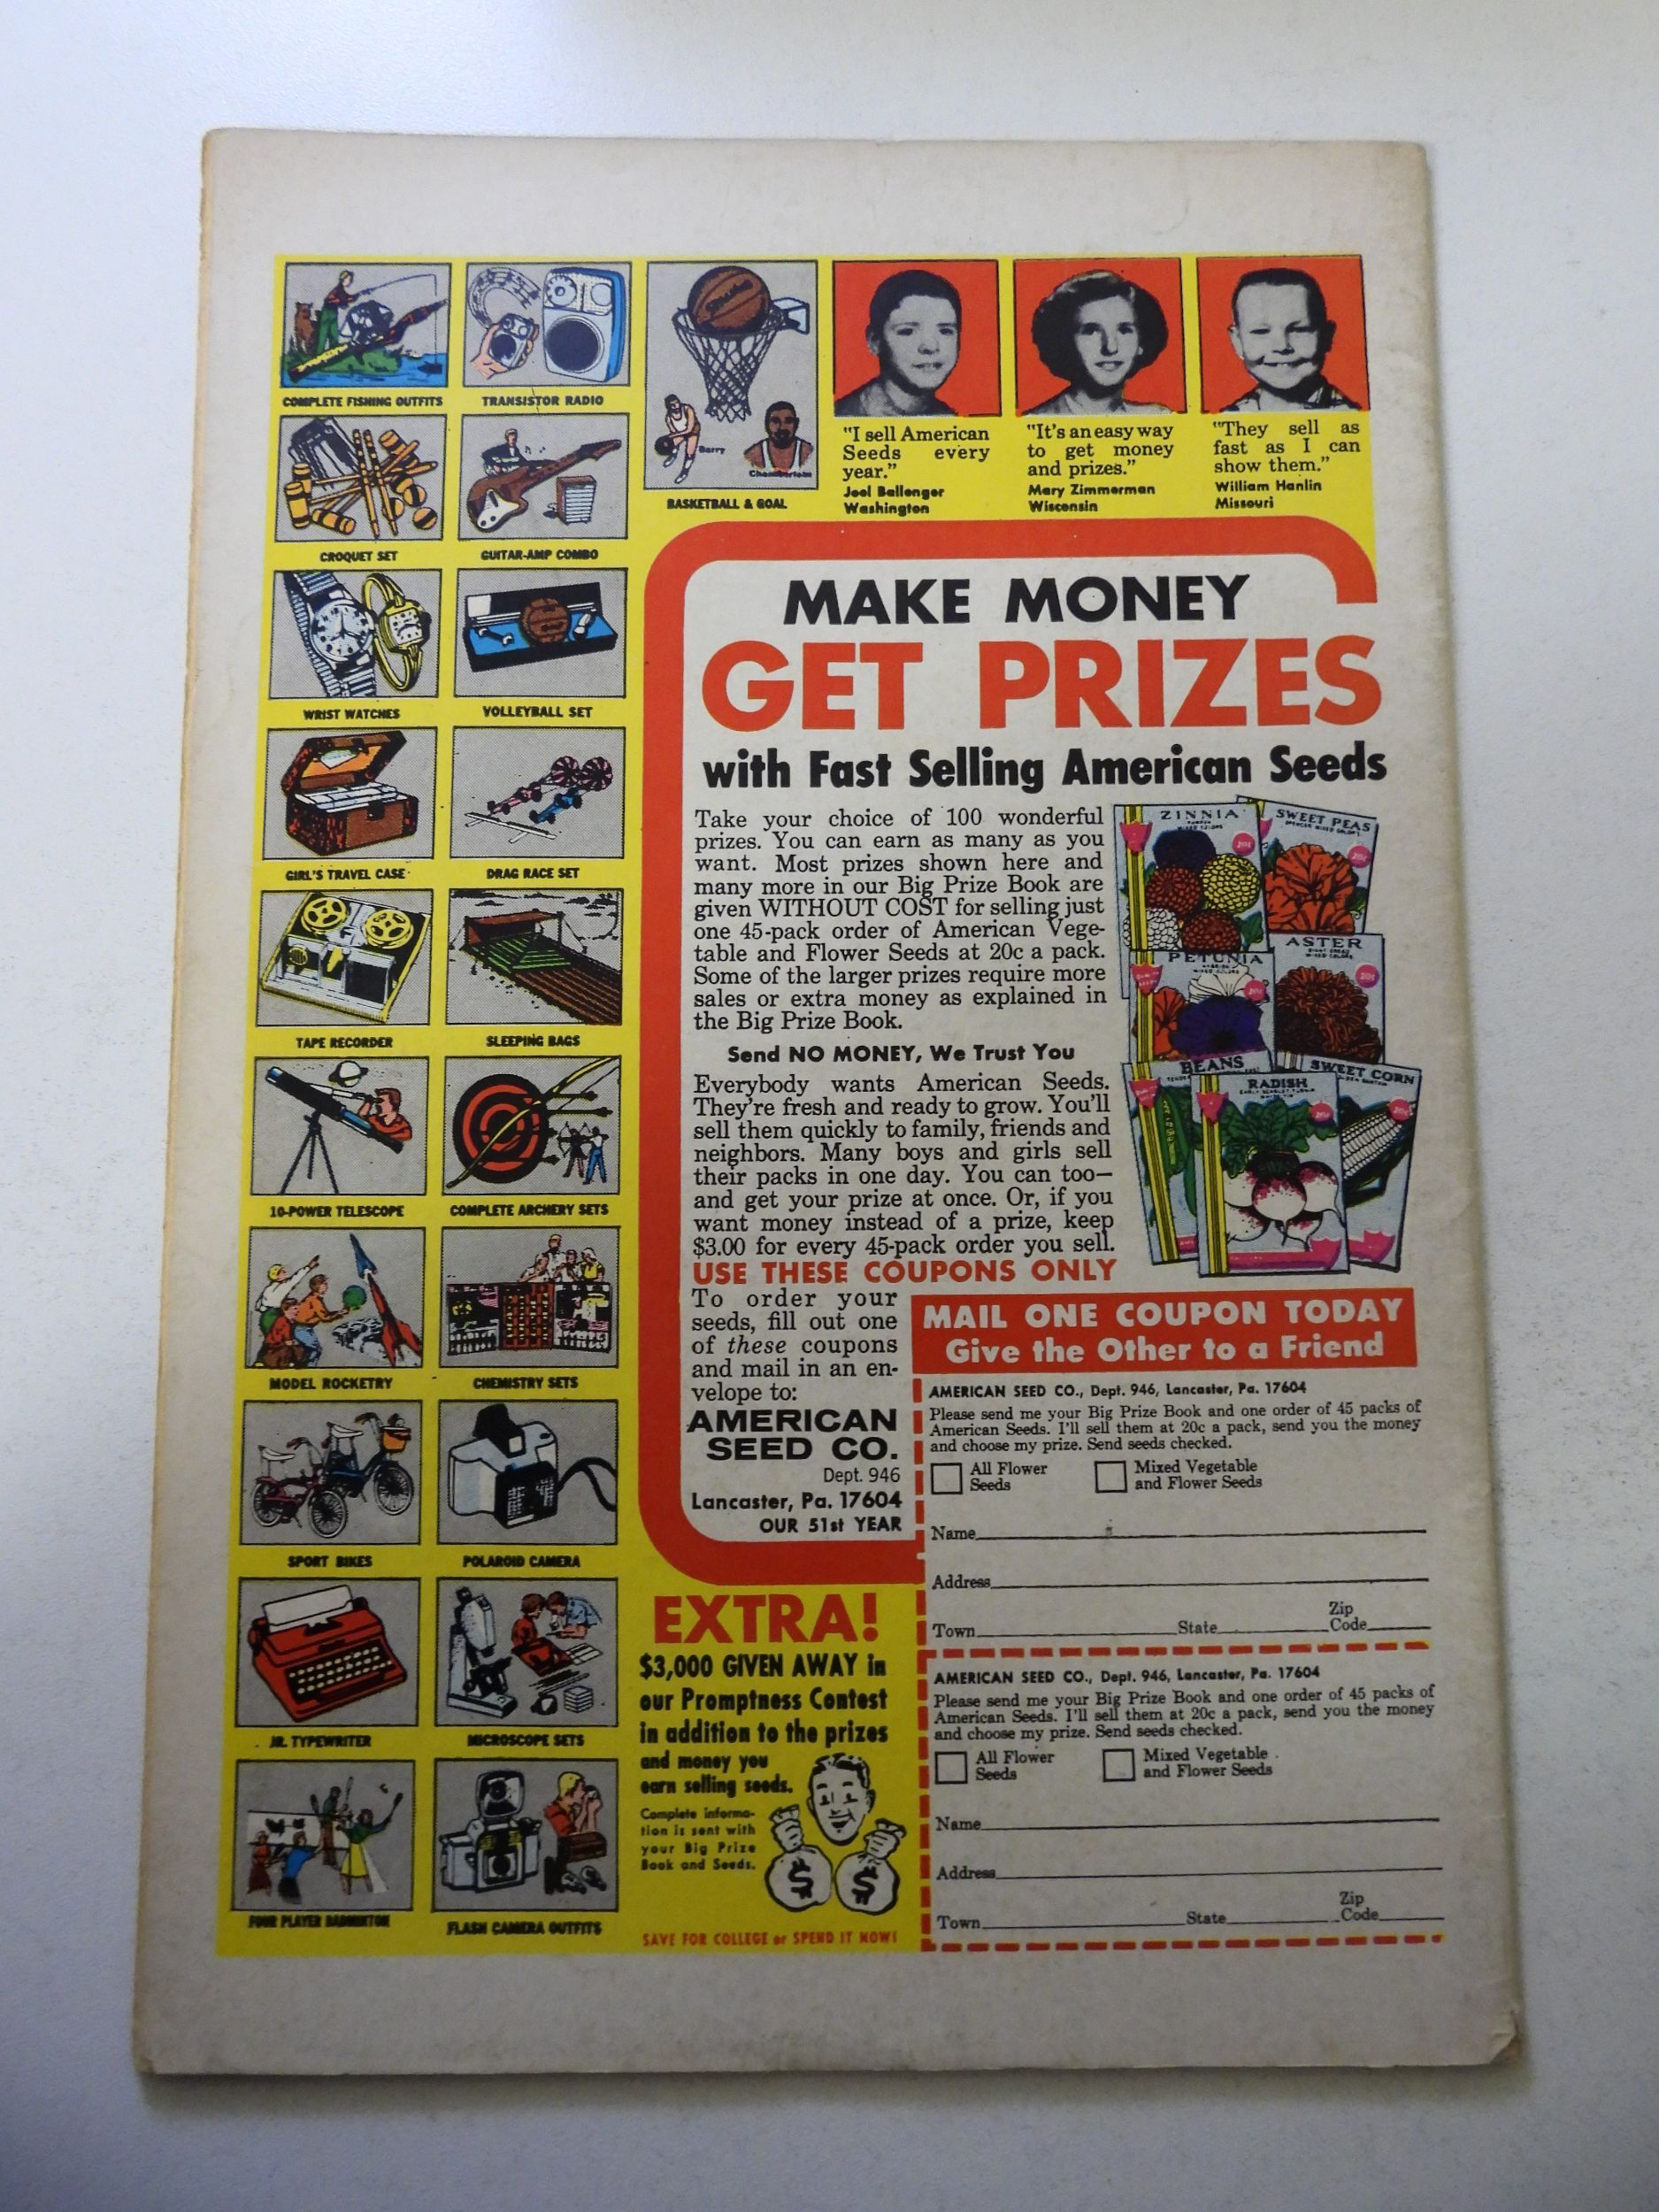 COMPLETE FISHING OUTFITS
TRANSISTOR RADIO
CROQUET SET
GUITAR-AMP COMBO
WRIST WATCHES
VOLLEYBALL SET
GIRL'S TRAVEL CASE
DRAG RACE SET
TAPE RECORDER
SLEEPING BAGS
10-POWER TELESCOPE
COMPLETE ARCHERY SETS
MODEL ROCKETRY
CHEMISTRY SETS
SPORT BIKES
POLAROID CAMERA
JR. TYPEWRITER
MICROSCOPE SETS
FOUR PLAYER BADMINTON
FLASH CAMERA OUTFITS
Barry
Chamberlain
BASKETBALL & GOAL
"I sell American
Seeds every
year."
Joel Ballenger
Washington
"It's an easy way
to get money
and prizes."
Mary Zimmerman
Wisconsin
"They sell as
fast as I can
show them."
William Hanlin
Missouri
MAKE MONEY
GET PRIZES
with Fast Selling American Seeds
Take your choice of 100 wonderful
prizes. You can earn as many as you
want. Most prizes shown here and
many more in our Big Prize Book are
given WITHOUT COST for selling just
one 45-pack order of American Vege-
table and Flower Seeds at 20c a pack.
Some of the larger prizes require more
sales or extra money as explained in
the Big Prize Book.
Send NO MONEY, We Trust You
Everybody wants American Seeds.
They're fresh and ready to grow. You'll
sell them quickly to family, friends and
neighbors. Many boys and girls sell
their packs in one day. You can too—
and get your prize at once. Or, if you
want money instead of a prize, keep
$3.00 for every 45-pack order you sell.
USE THESE COUPONS ONLY
To order your
seeds, fill out one
of these coupons
and mail in an en-
velope to:
AMERICAN
SEED CO.
Dept. 946
Lancaster, Pa. 17604
OUR 51st YEAR
ZINNIA
MIXED COLORS
20¢
SWEET PEAS
SPENCER MIXED COLORS
20¢
PETUNIA
MIXED COLORS
20¢
ASTER
MIXED COLORS
20¢
BEANS
RADISH
20¢
SWEET CORN
20¢
MAIL ONE COUPON TODAY
Give the Other to a Friend
AMERICAN SEED CO., Dept. 946, Lancaster, Pa. 17604
Please send me your Big Prize Book and one order of 45 packs of
American Seeds. I'll sell them at 20c a pack, send you the money
and choose my prize. Send seeds checked.
All Flower
Seeds
Mixed Vegetable
and Flower Seeds
Name
Address
Town State Zip
Code
AMERICAN SEED CO., Dept. 946, Lancaster, Pa. 17604
Please send me your Big Prize Book and one order of 45 packs of
American Seeds. I'll sell them at 20c a pack, send you the money
and choose my prize. Send seeds checked.
All Flower
Seeds
Mixed Vegetable
and Flower Seeds
Name
Address
Town State Zip
Code
EXTRA!
$3,000 GIVEN AWAY in
our Promptness Contest
in addition to the prizes
and money you
earn selling seeds.
Complete informa-
tion is sent with
your Big Prize
Book and Seeds.
$ $
SAVE FOR COLLEGE or SPEND IT NOW!